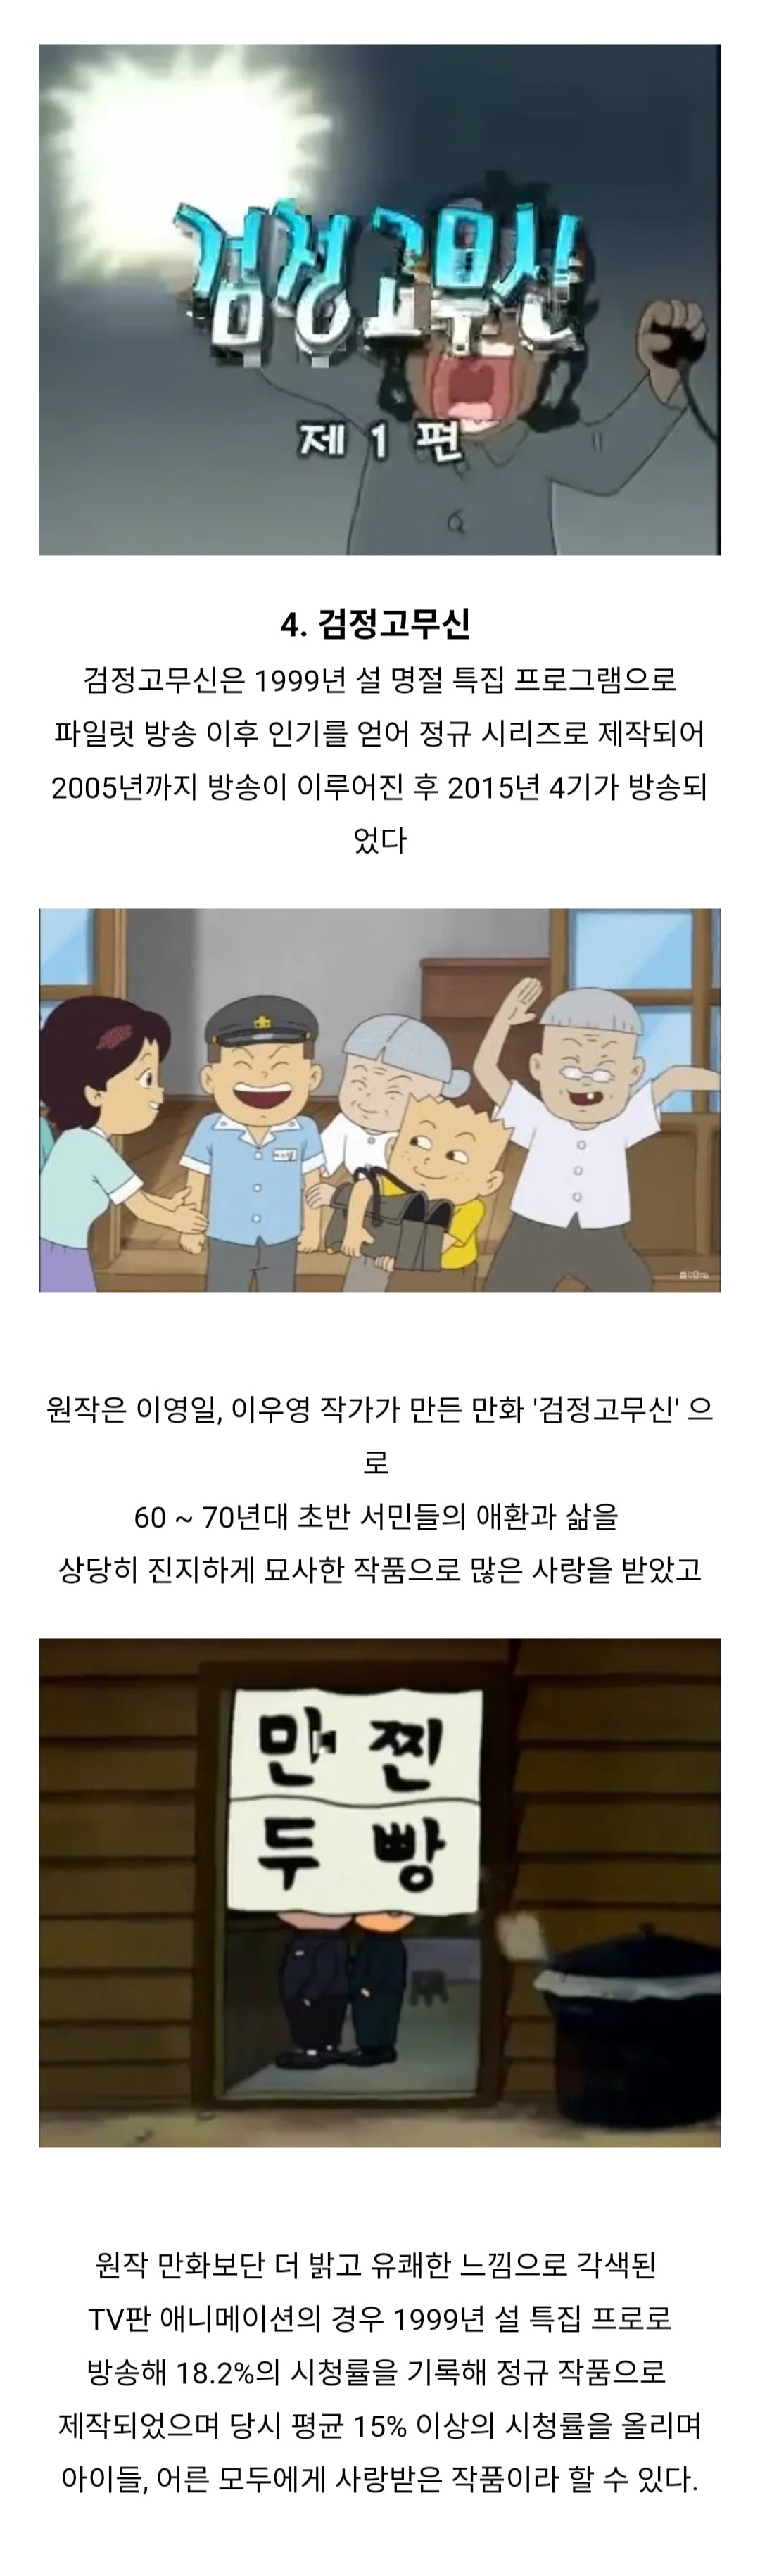 검정고무신
제 1 편
4. 검정고무신
검정고무신은 1999년 설 명절 특집 프로그램으로
파일럿 방송 이후 인기를 얻어 정규 시리즈로 제작되어
2005년까지 방송이 이루어진 후 2015년 4기가 방송되
었다
원작은 이영일, 이우영 작가가 만든 만화 '검정고무신' 으
로
60 ~ 70년대 초반 서민들의 애환과 삶을
상당히 진지하게 묘사한 작품으로 많은 사랑을 받았고
만 찐
두 빵
원작 만화보단 더 밝고 유쾌한 느낌으로 각색된
TV판 애니메이션의 경우 1999년 설 특집 프로로
방송해 18.2%의 시청률을 기록해 정규 작품으로
제작되었으며 당시 평균 15% 이상의 시청률을 올리며
아이들, 어른 모두에게 사랑받은 작품이라 할 수 있다.